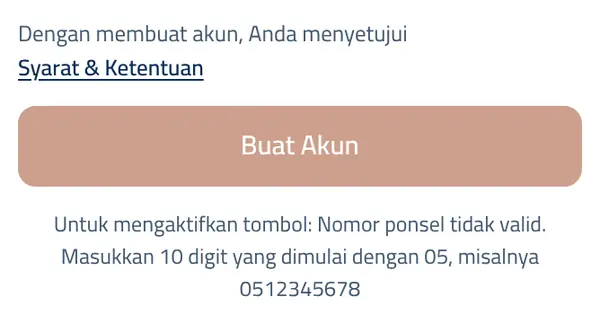 Dengan membuat akun, Anda menyetujui
Syarat & Ketentuan
Buat Akun
Untuk mengaktifkan tombol: Nomor ponsel tidak valid.
Masukkan 10 digit yang dimulai dengan 05, misalnya
0512345678